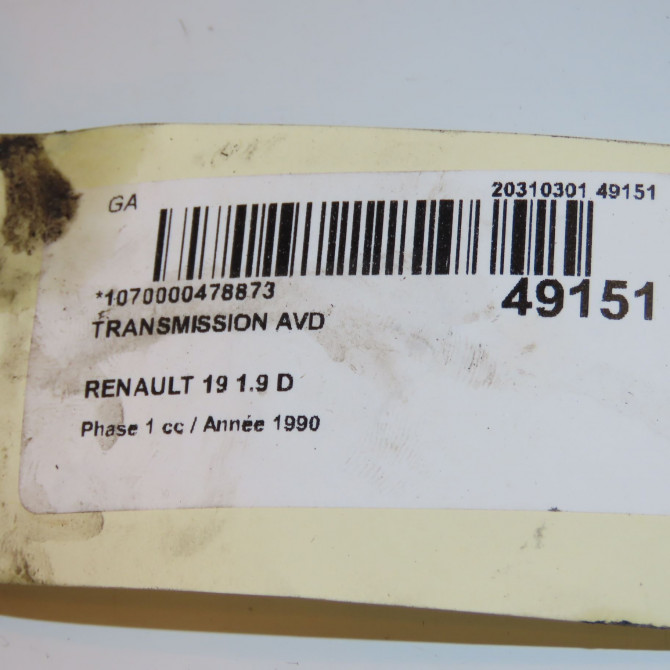 GA
20310301 49151
*1070000478873
49151
TRANSMISSION AVD
RENAULT 19 1.9 D
Phase 1 cc / Année 1990